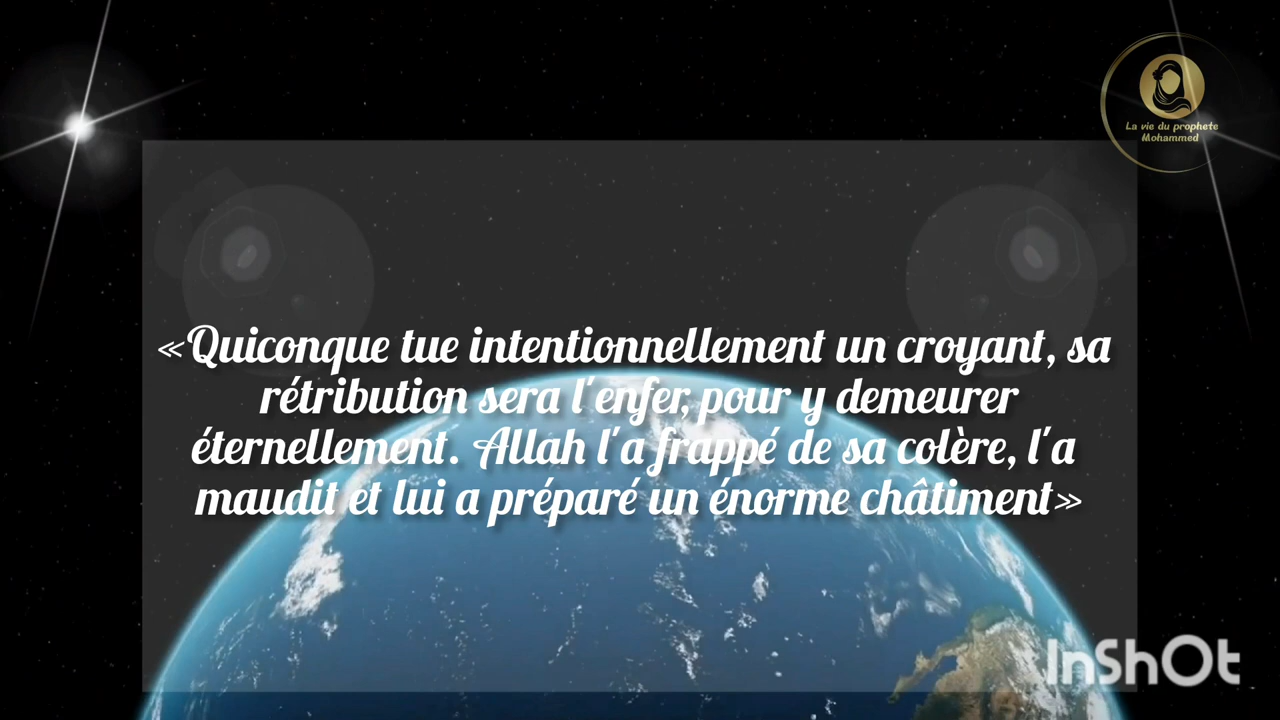 La vie du prophete
Mohammed
«Quiconque tue intentionnellement un croyant, sa
rétribution sera l'enfer, pour y demeurer
éternellement. Allah l'a frappé de sa colère, l'a
maudit et lui a préparé un énorme châtiment»
InShOt